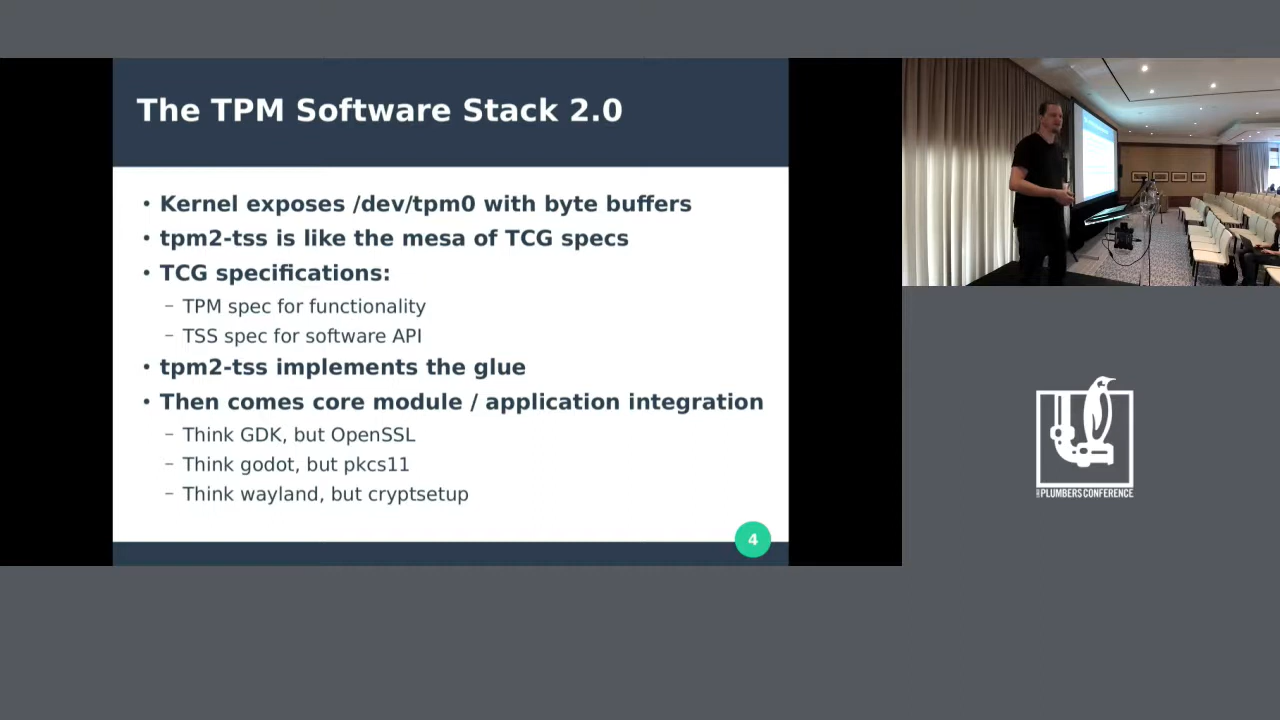 The TPM Software Stack 2.0
• Kernel exposes /dev/tpm0 with byte buffers
• tpm2-tss is like the mesa of TCG specs
• TCG specifications:
– TPM spec for functionality
– TSS spec for software API
• tpm2-tss implements the glue
• Then comes core module / application integration
– Think GDK, but OpenSSL
– Think godot, but pkcs11
– Think wayland, but cryptsetup
4
PLUMBERS CONFERENCE